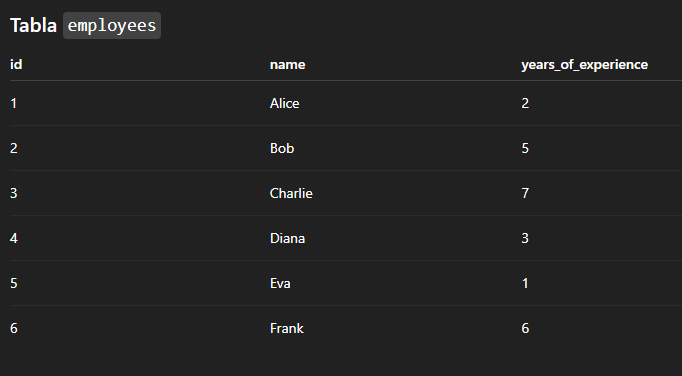 Tabla employees
id name years_of_experience
1 Alice 2
2 Bob 5
3 Charlie 7
4 Diana 3
5 Eva 1
6 Frank 6